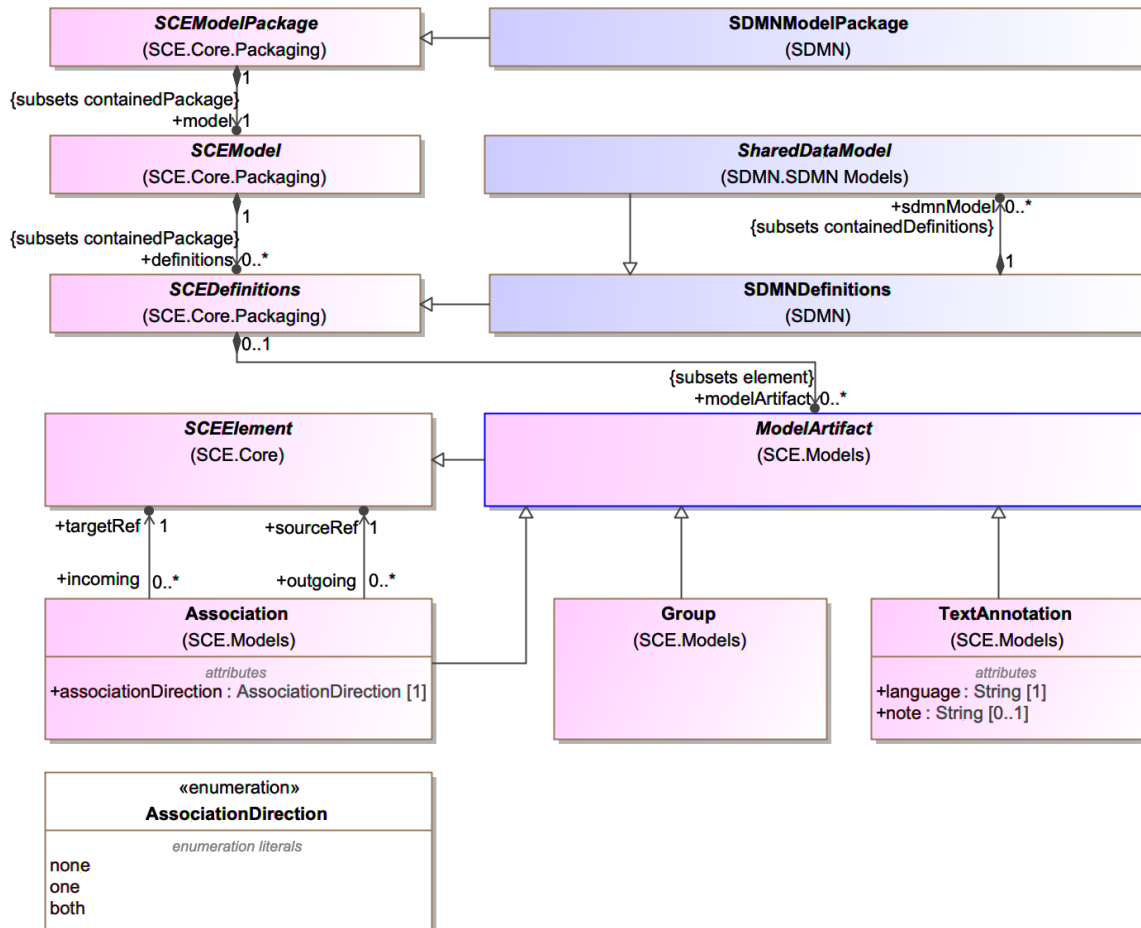 SCEModelPackage
(SCE.Core.Packaging)
SDMNModelPackage
(SDMN)
1
{subsets containedPackage}
+model 1
SCEModel
(SCE.Core.Packaging)
SharedDataModel
(SDMN.SDMN Models)
1
{subsets containedPackage}
+definitions 0..*
+sdmnModel 0..*
{subsets containedDefinitions}
1
SCEDefinitions
(SCE.Core.Packaging)
SDMNDefinitions
(SDMN)
0..1
{subsets element}
+modelArtifact 0..*
SCEElement
(SCE.Core)
ModelArtifact
(SCE.Models)
+targetRef 1
+sourceRef 1
+incoming 0..*
+outgoing 0..*
Association
(SCE.Models)
attributes
+associationDirection : AssociationDirection [1]
Group
(SCE.Models)
TextAnnotation
(SCE.Models)
attributes
+language : String [1]
+note : String [0..1]
«enumeration»
AssociationDirection
enumeration literals
none
one
both